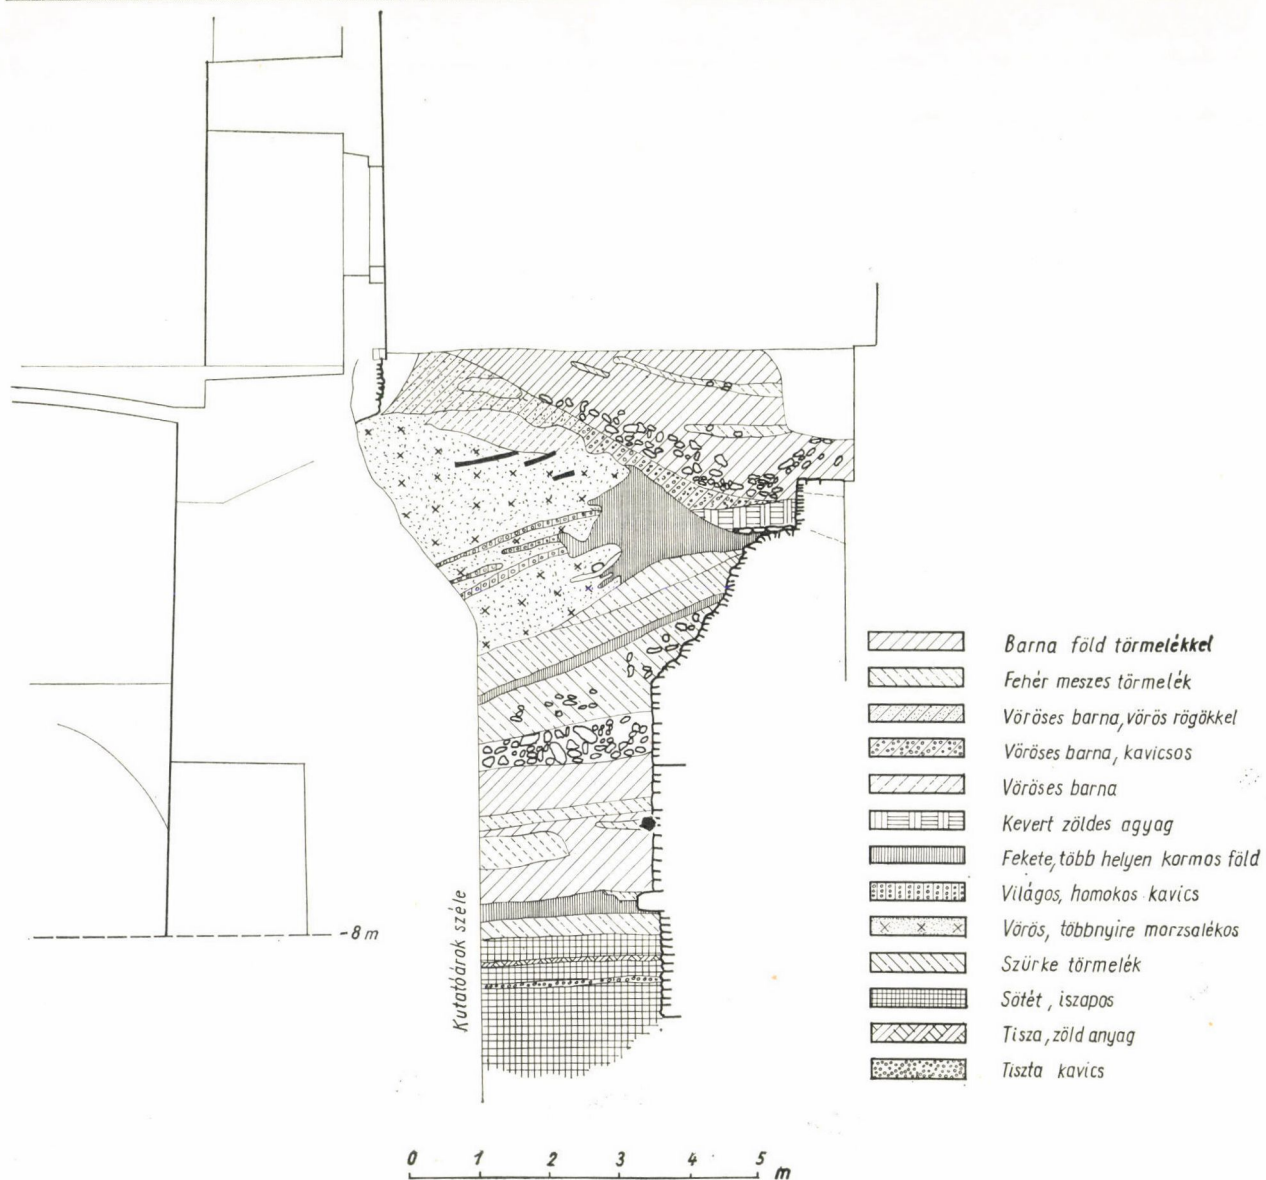 Barna föld törmelékkel
Fehér meszes törmelék
Vöröses barna, vörös rögökkel
Vöröses barna, kavicsos
Vöröses barna
Kevert zöldes agyag
Fekete, több helyen kormos föld
Világos, homokos kavics
Vörös, többnyire morzsalékos
Szürke törmelék
Sötét, iszapos
Tisza, zöld anyag
Tiszta kavics
-8 m
Kutatóárok széle
0 1 2 3 4 5 m